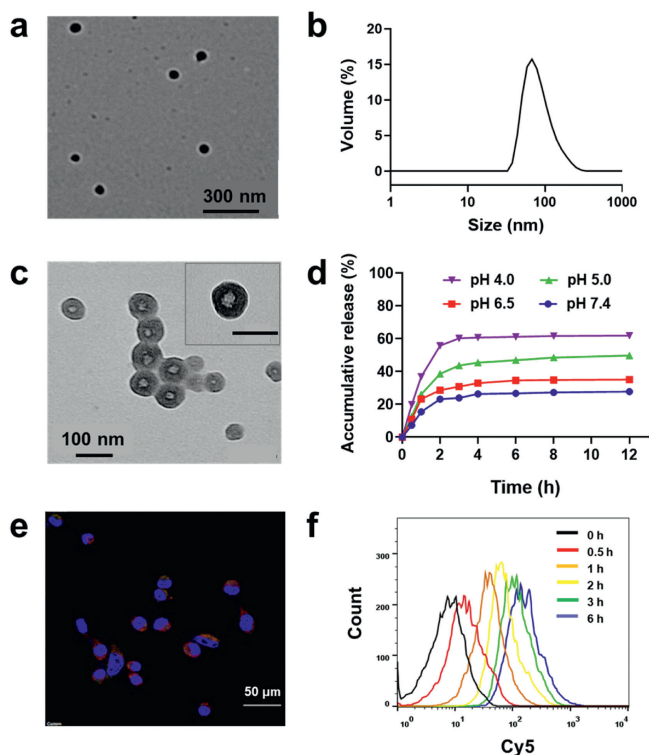 a
300 nm
b
Volume (%)
20
15
10
5
0
1 10 100 1000
Size (nm)
c
100 nm
d
Accumulative release (%)
100
80
60
40
20
0
pH 4.0 pH 5.0
pH 6.5 pH 7.4
0 2 4 6 8 10 12
Time (h)
e
50 µm
f
Count
300
200
100
0
0 h
0.5 h
1 h
2 h
3 h
6 h
10⁰ 10¹ 10² 10³ 10⁴
Cy5